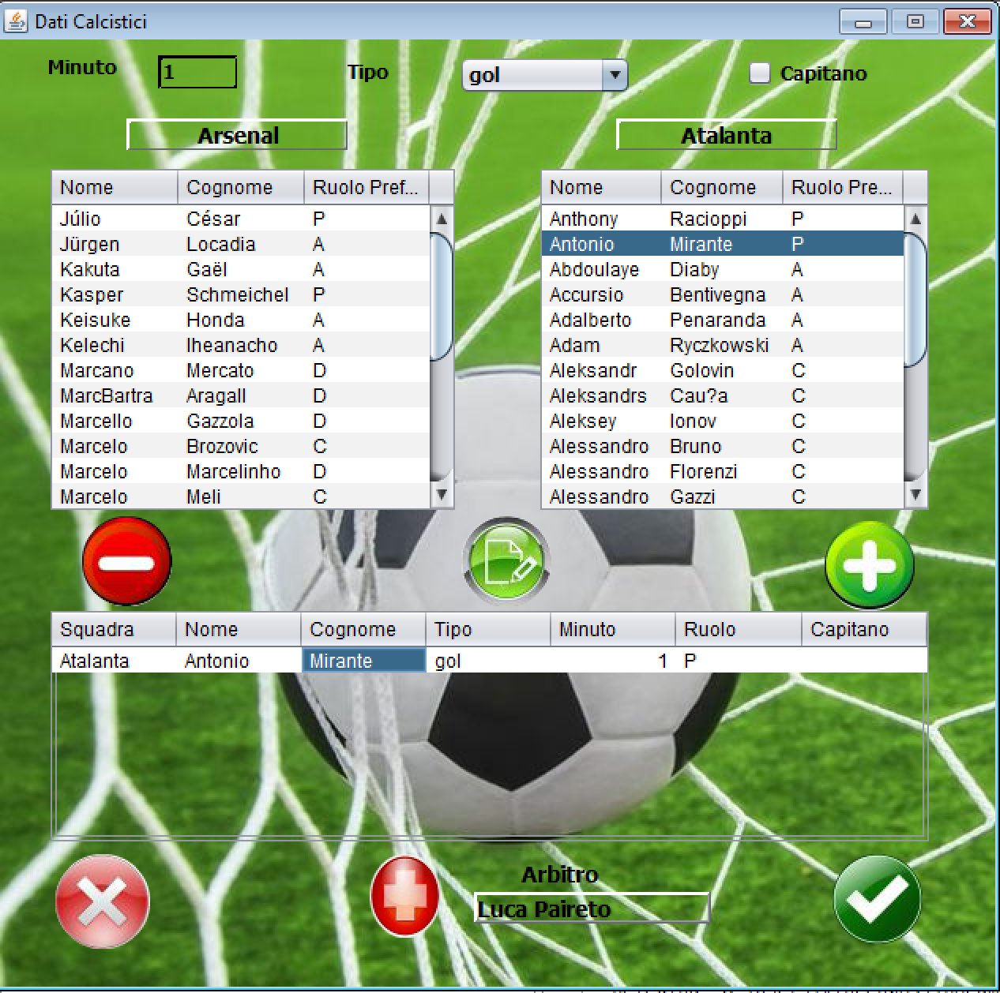 Dati Calcistici
Minuto 1 Tipo gol Capitano
Arsenal Atalanta
Nome Cognome Ruolo Pref...
Júlio César P
Jürgen Locadia A
Kakuta Gaël A
Kasper Schmeichel P
Keisuke Honda A
Kelechi Iheanacho A
Marcano Mercato D
MarcBartra Aragall D
Marcello Gazzola D
Marcelo Brozovic C
Marcelo Marcelinho D
Marcelo Meli C
Nome Cognome Ruolo Pre...
Anthony Racioppi P
Antonio Mirante P
Abdoulaye Diaby A
Accursio Bentivegna A
Adalberto Penaranda A
Adam Ryczkowski A
Aleksandr Golovin C
Aleksandrs Cau?a C
Aleksey Ionov C
Alessandro Bruno C
Alessandro Florenzi C
Alessandro Gazzi C
Squadra Nome Cognome Tipo Minuto Ruolo Capitano
Atalanta Antonio Mirante gol 1 P
Arbitro
Luca Paireto